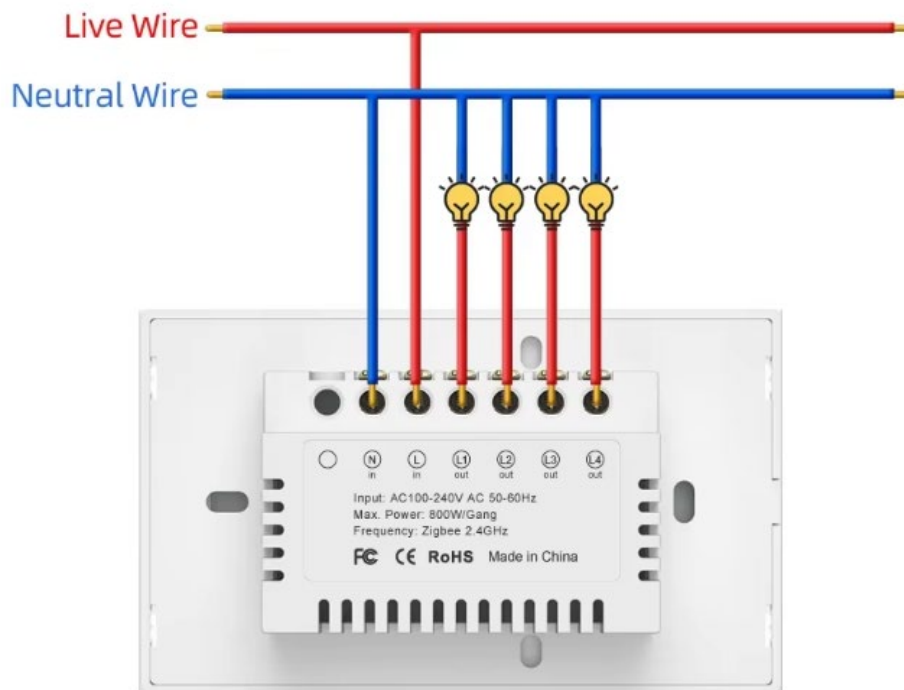 Live Wire
Neutral Wire
N L L1 L2 L3 L4
in in out out out out
Input: AC100-240V AC 50-60Hz
Max. Power: 800W/Gang
Frequency: Zigbee 2.4GHz
FC CE RoHS Made in China